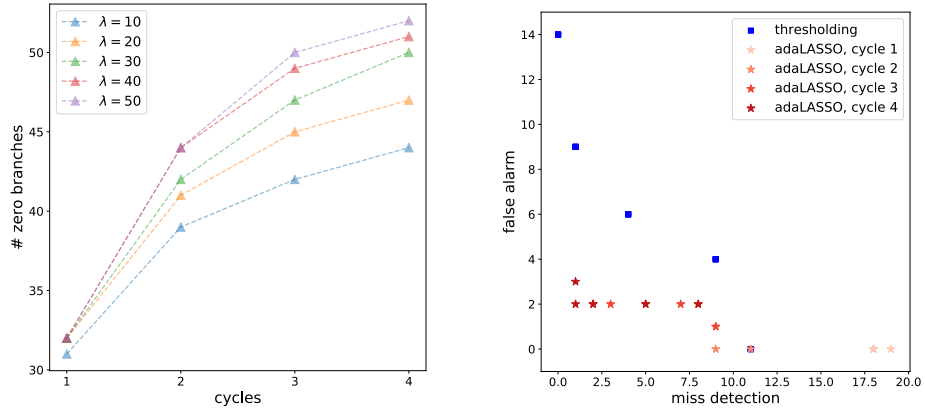 λ = 10
λ = 20
λ = 30
λ = 40
λ = 50
50
45
40
35
30
# zero branches
1 2 3 4
cycles
thresholding
adaLASSO, cycle 1
adaLASSO, cycle 2
adaLASSO, cycle 3
adaLASSO, cycle 4
14
12
10
8
6
4
2
0
false alarm
0.0 2.5 5.0 7.5 10.0 12.5 15.0 17.5 20.0
miss detection